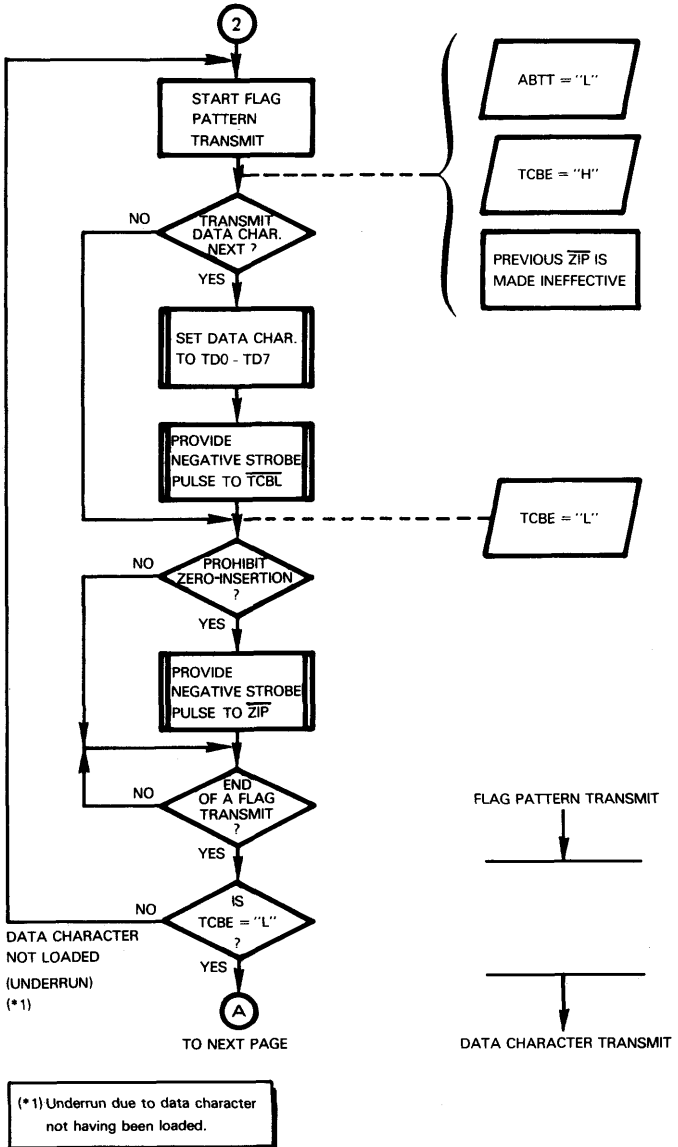 2
START FLAG
PATTERN
TRANSMIT
ABTT = "L"
TCBE = "H"
PREVIOUS ZIP IS
MADE INEFFECTIVE
NO
TRANSMIT
DATA CHAR.
NEXT ?
YES
SET DATA CHAR.
TO TD0 - TD7
PROVIDE
NEGATIVE STROBE
PULSE TO TCBL
TCBE = "L"
NO
PROHIBIT
ZERO-INSERTION
?
YES
PROVIDE
NEGATIVE STROBE
PULSE TO ZIP
NO
END
OF A FLAG
TRANSMIT
?
YES
FLAG PATTERN TRANSMIT
NO
IS
TCBE = "L"
?
YES
DATA CHARACTER
NOT LOADED
(UNDERRUN)
(*1)
A
TO NEXT PAGE
DATA CHARACTER TRANSMIT
(*1) Underrun due to data character
not having been loaded.